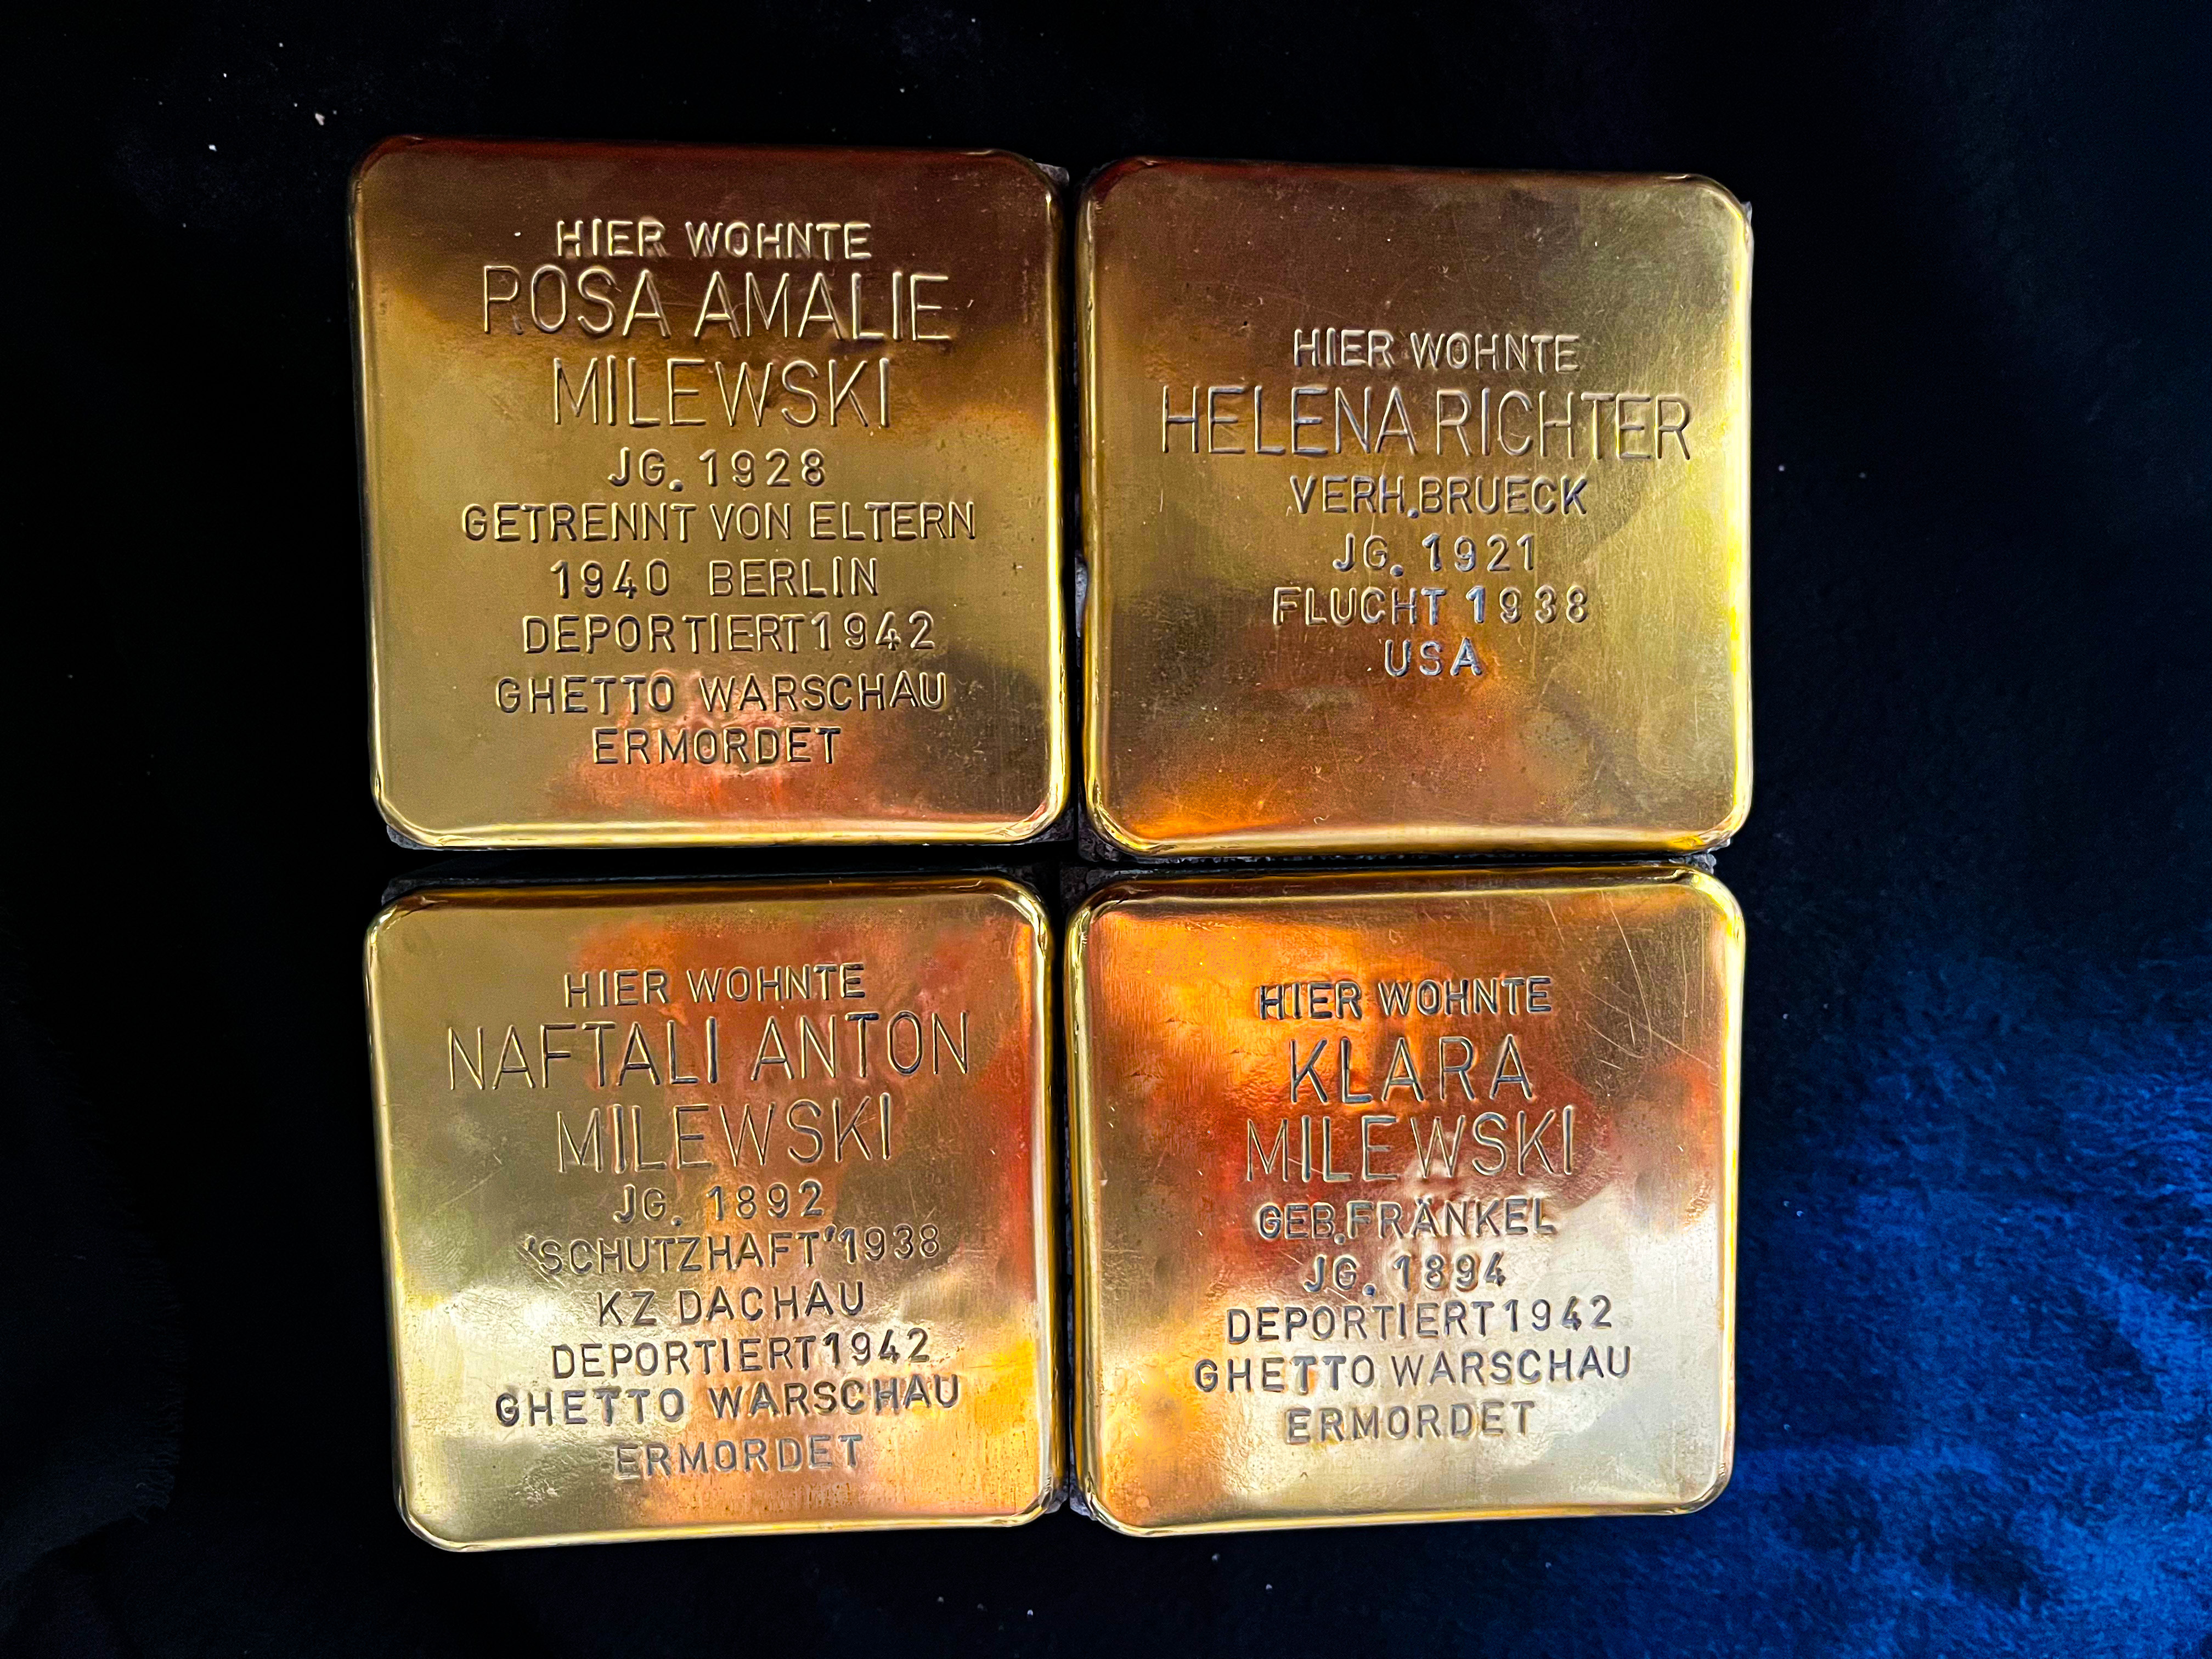 HIER WOHNTE
ROSA AMALIE
MILEWSKI
JG. 1928
GETRENNT VON ELTERN
1940 BERLIN
DEPORTIERT 1942
GHETTO WARSCHAU
ERMORDET
HIER WOHNTE
HELENA RICHTER
VERH. BRUECK
JG. 1921
FLUCHT 1938
USA
HIER WOHNTE
NAFTALI ANTON
MILEWSKI
JG. 1892
'SCHUTZHAFT' 1938
KZ DACHAU
DEPORTIERT 1942
GHETTO WARSCHAU
ERMORDET
HIER WOHNTE
KLARA
MILEWSKI
GEB. FRÄNKEL
JG. 1894
DEPORTIERT 1942
GHETTO WARSCHAU
ERMORDET